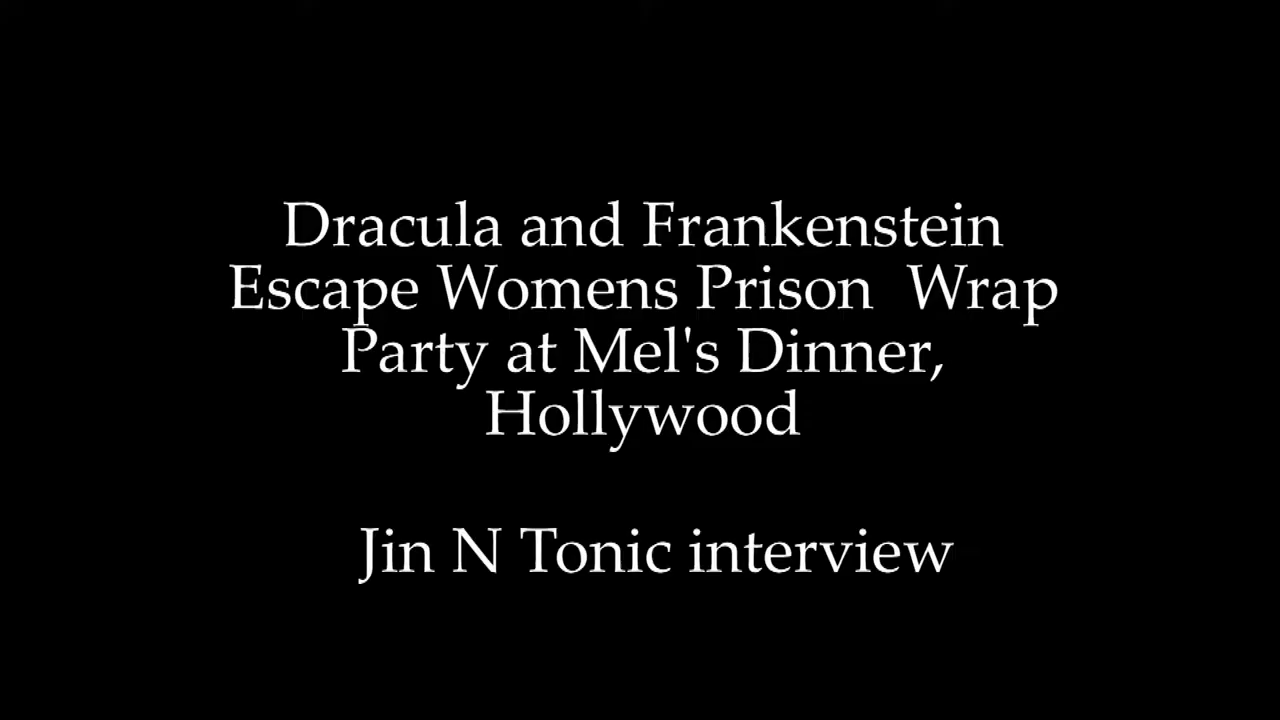 Dracula and Frankenstein
Escape Womens Prison  Wrap
Party at Mel's Dinner,
Hollywood
Jin N Tonic interview